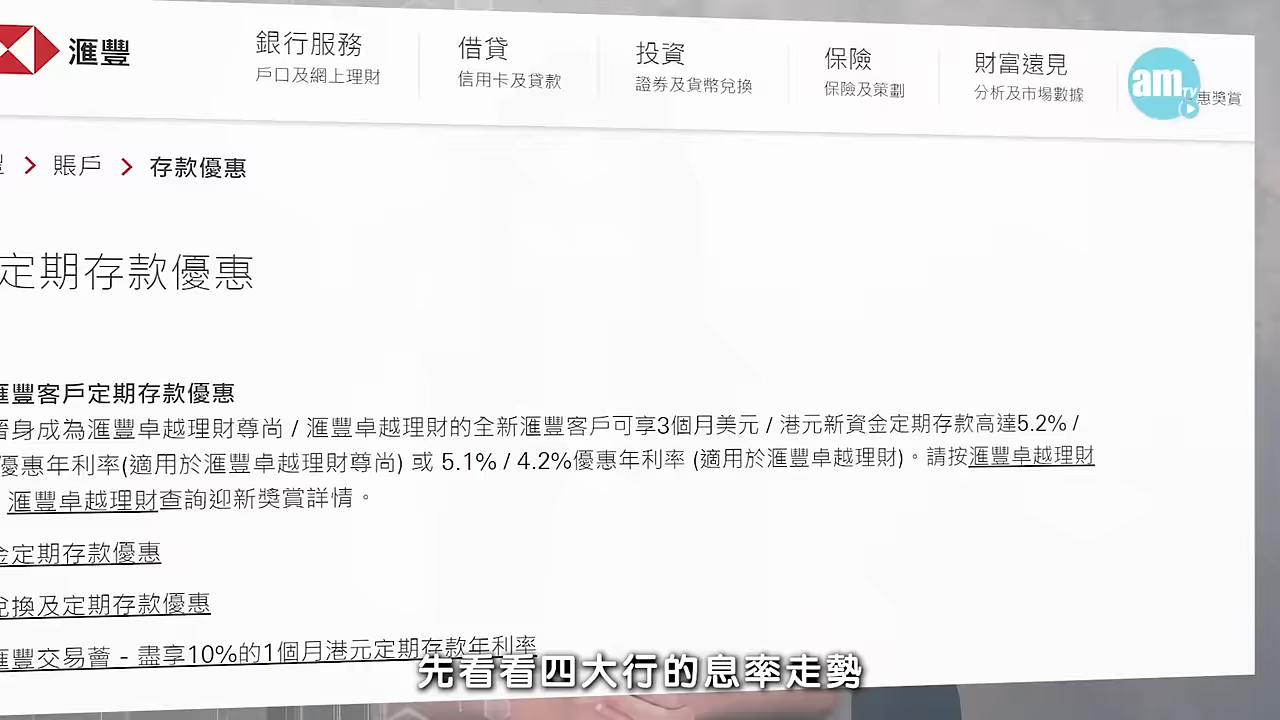 滙豐
銀行服務
戶口及網上理財
借貸
信用卡及貸款
投資
證券及貨幣兌換
保險
保險及策劃
財富遠見
分析及市場數據
am TV
惠獎賞
賬戶
存款優惠
定期存款優惠
滙豐客戶定期存款優惠
晉身成為滙豐卓越理財尊尚 / 滙豐卓越理財的全新滙豐客戶可享3個月美元 / 港元新資金定期存款高達5.2% /
優惠年利率(適用於滙豐卓越理財尊尚) 或 5.1% / 4.2%優惠年利率 (適用於滙豐卓越理財)。請按滙豐卓越理財
滙豐卓越理財查詢迎新獎賞詳情。
金定期存款優惠
兌換及定期存款優惠
滙豐交易薈 - 盡享10%的1個月港元定期存款年利率
先看看四大行的息率走勢